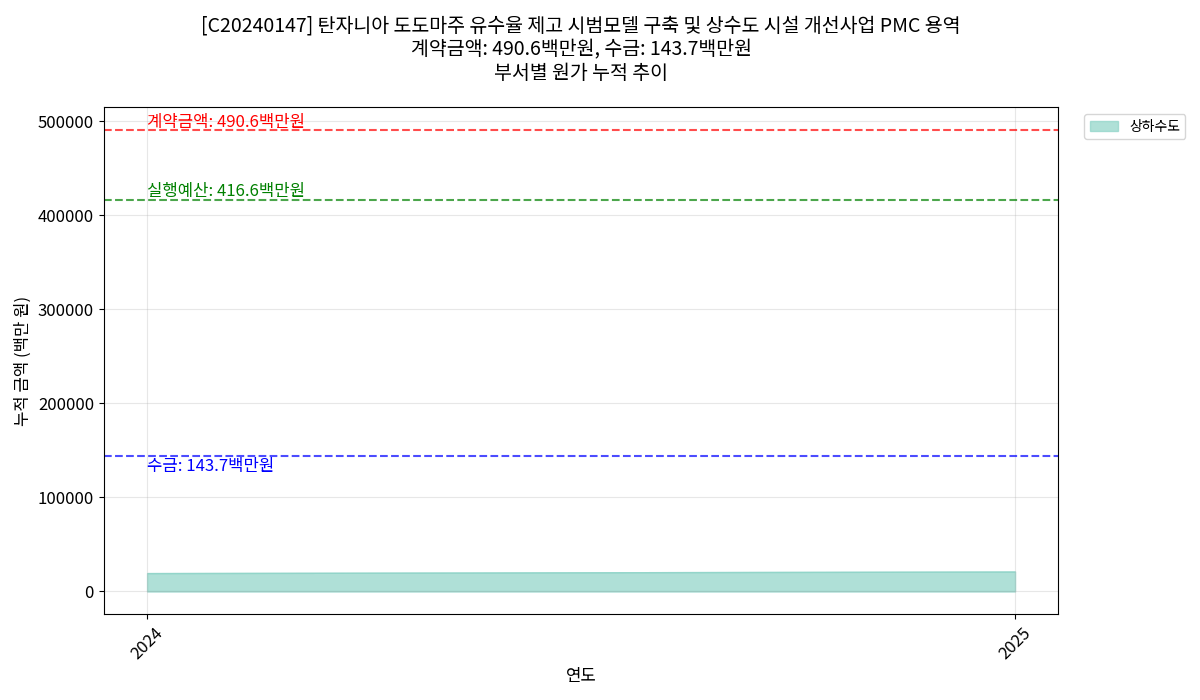 [C20240147] 탄자니아 도도마주 유수율 제고 시범모델 구축 및 상수도 시설 개선사업 PMC 용역
계약금액: 490.6백만원, 수금: 143.7백만원
부서별 원가 누적 추이
누적 금액 (백만 원)
500000
400000
300000
200000
100000
0
계약금액: 490.6백만원
실행예산: 416.6백만원
수금: 143.7백만원
상하수도
2024
2025
연도